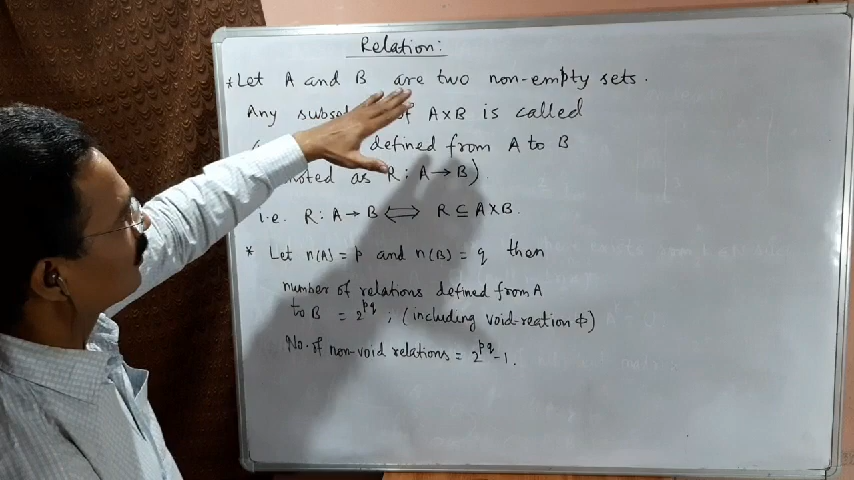 Relation:
* Let A and B are two non-empty sets.
Any subse of A×B is called
defined from A to B
noted as R : A → B).
i.e. R : A → B ⟺ R ⊆ A×B.
* Let n(A) = p and n(B) = q then
number of relations defined from A
to B = 2^pq ; (including void-reation ϕ)
No. of non-void relations = 2^pq - 1.